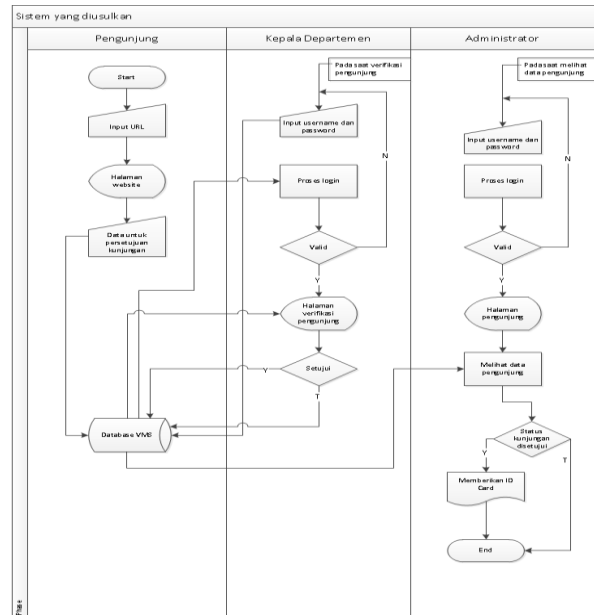 Sistem yang diusulkan
Pengunjung
Kepala Departemen
Administrator
Start
Input URL
Halaman
website
Data untuk
persetujuan
kunjungan
Database VMS
Pada saat verifikasi
pengunjung
Input username dan
password
N
Proses login
Valid
Y
Halaman
verifikasi
pengunjung
Setujui
Y
T
Pada saat melihat
data pengunjung
Input username dan
password
N
Proses login
Valid
Y
Halaman
pengunjung
Melihat data
pengunjung
Status
kunjungan
disetujui
Y
T
Memberikan ID
Card
End
Phase